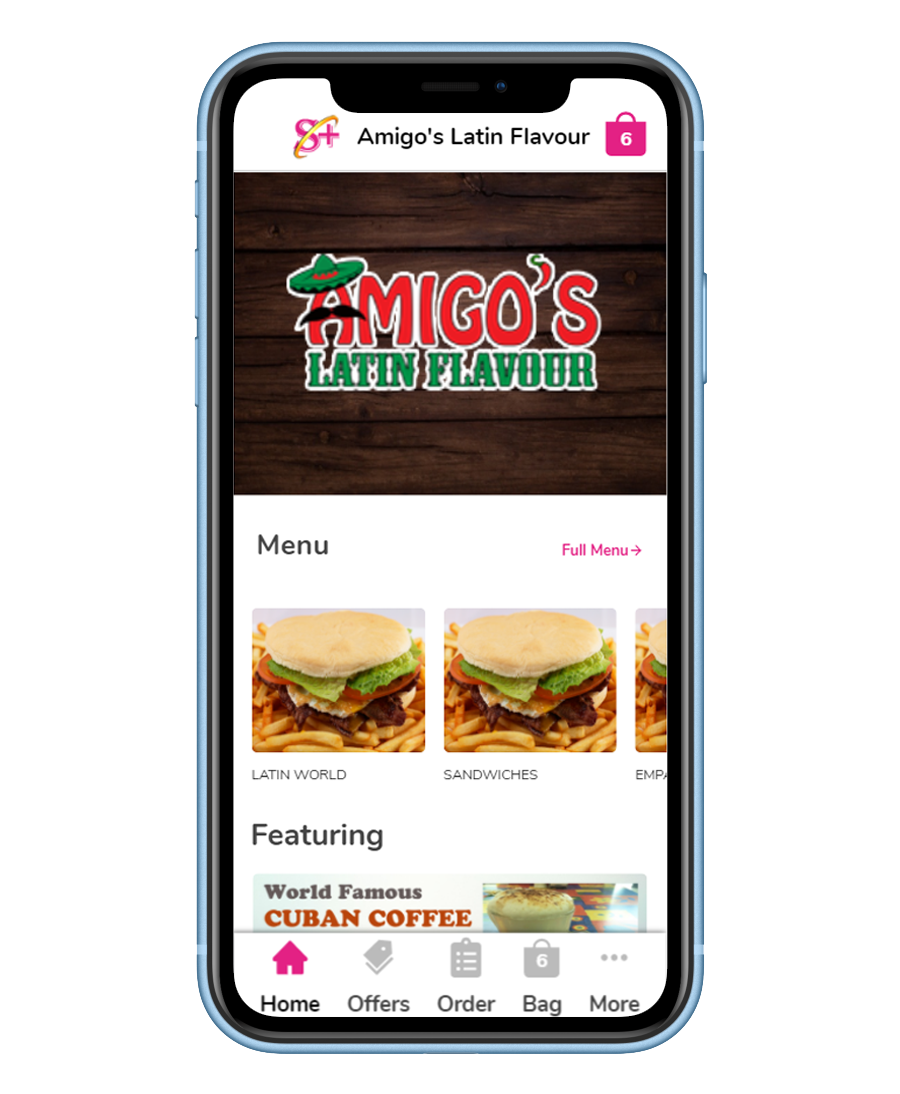 S+ Amigo's Latin Flavour 6
AMIGO'S
LATIN FLAVOUR
Menu Full Menu→
LATIN WORLD SANDWICHES EMPA
Featuring
World Famous
CUBAN COFFEE
6
Home Offers Order Bag More